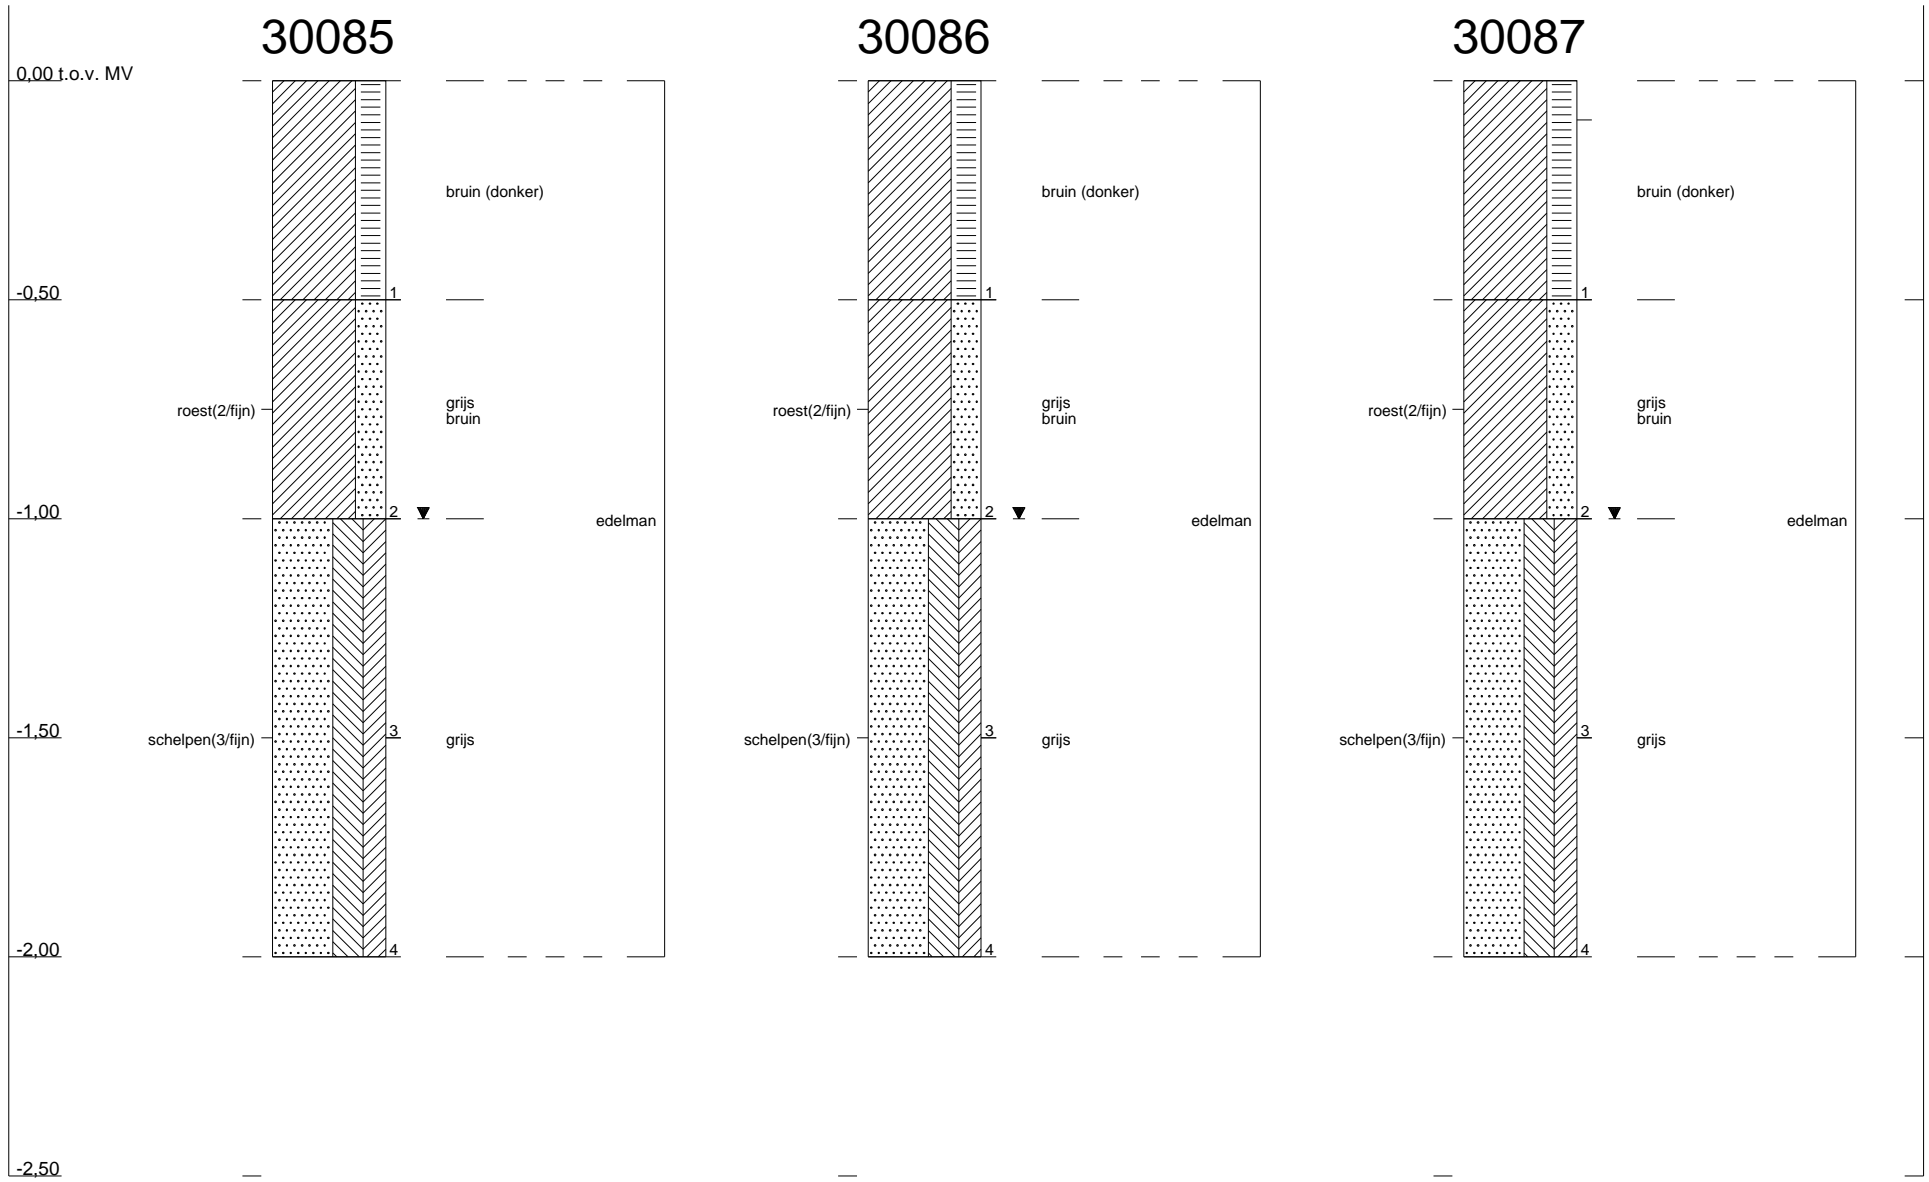 30085
30086
30087
0,00 t.o.v. MV
bruin (donker)
bruin (donker)
bruin (donker)
-0,50
1
1
1
roest(2/fijn)
grijs
bruin
roest(2/fijn)
grijs
bruin
roest(2/fijn)
grijs
bruin
-1,00
2
edelman
2
edelman
2
edelman
-1,50
schelpen(3/fijn)
3
grijs
schelpen(3/fijn)
3
grijs
schelpen(3/fijn)
3
grijs
-2,00
4
4
4
-2,50